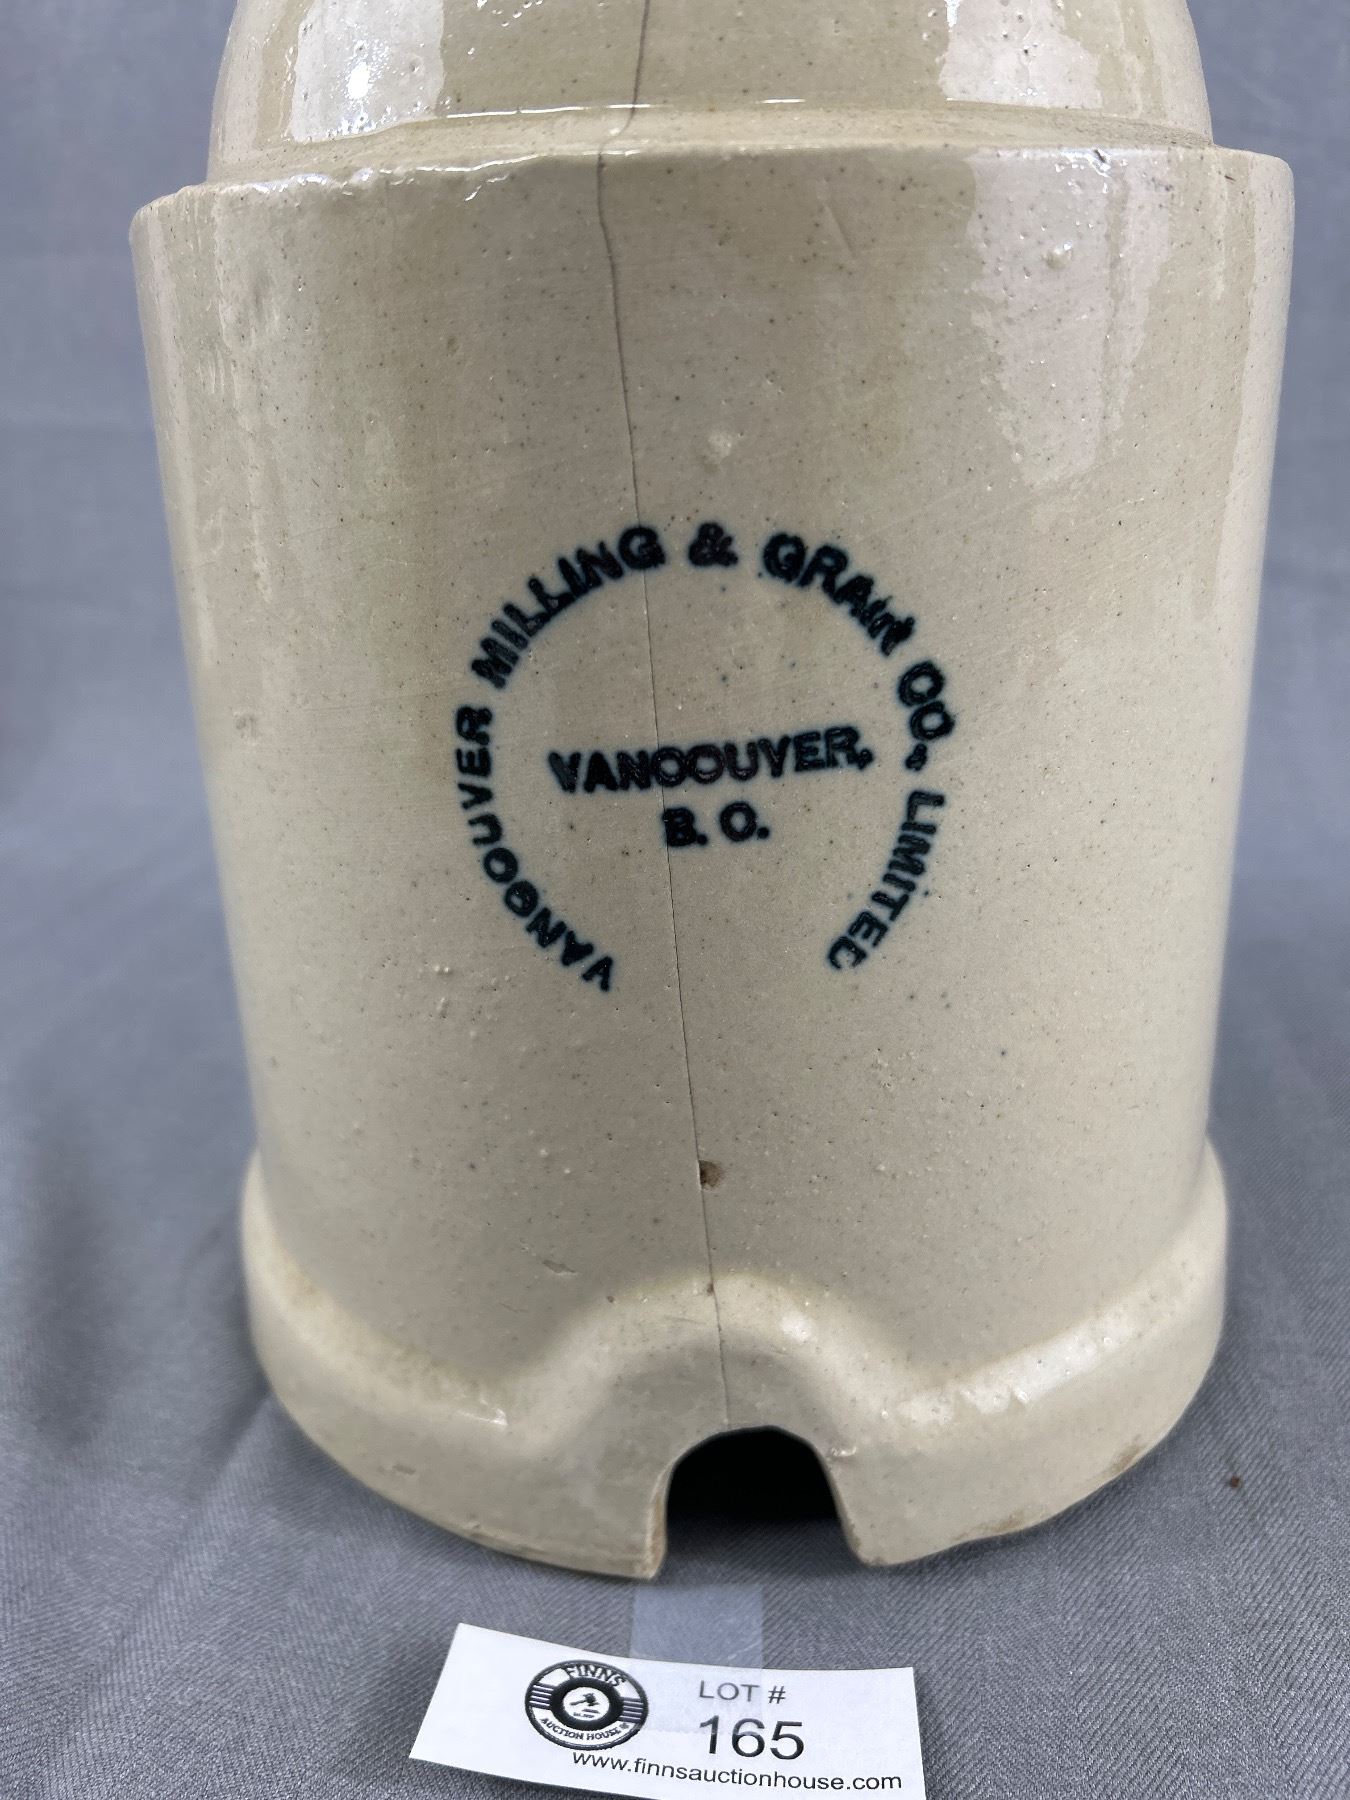 VANCOUVER MILLING & GRAIN CO., LIMITED
VANCOUVER,
B. C.
FINNS
AUCTION HOUSE
LOT #
165
www.finnsauctionhouse.com